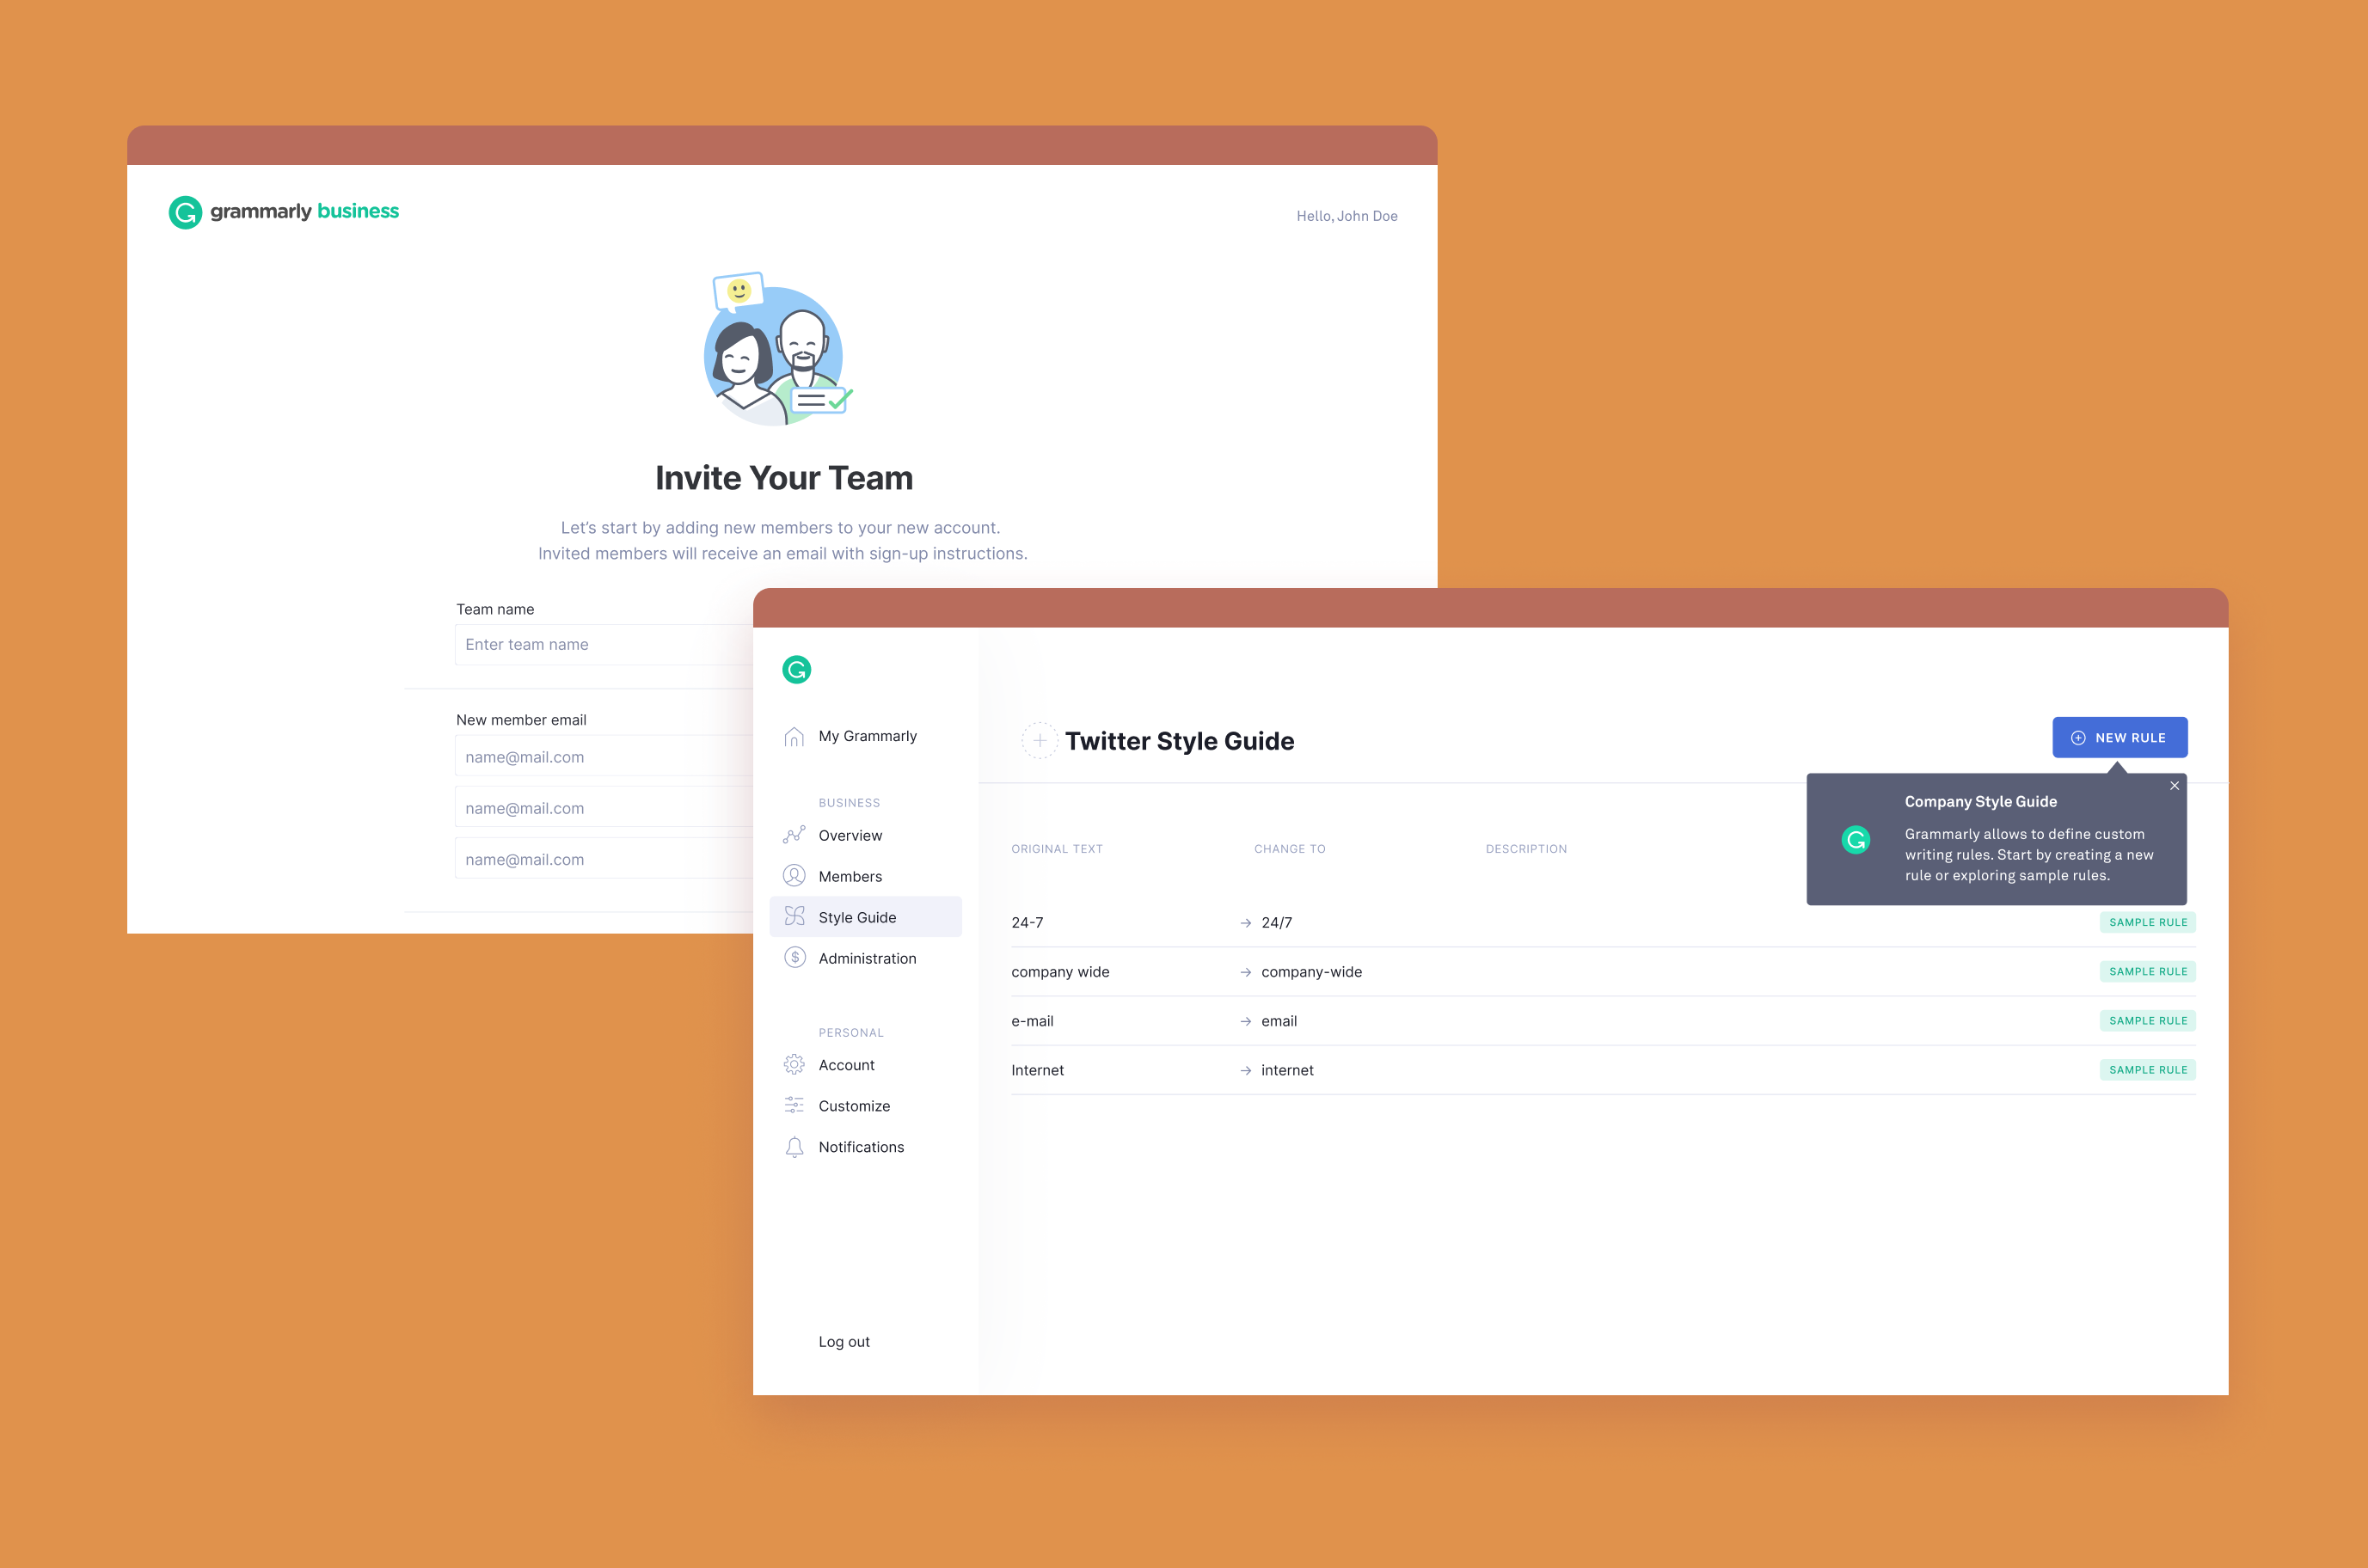 grammarly business
Hello, John Doe
Invite Your Team
Let's start by adding new members to your new account.
Invited members will receive an email with sign-up instructions.
Team name
Enter team name
New member email
name@mail.com
name@mail.com
name@mail.com
My Grammarly
BUSINESS
Overview
Members
Style Guide
Administration
PERSONAL
Account
Customize
Notifications
Log out
Twitter Style Guide
NEW RULE
Company Style Guide
Grammarly allows to define custom
writing rules. Start by creating a new
rule or exploring sample rules.
ORIGINAL TEXT CHANGE TO DESCRIPTION
24-7 → 24/7 SAMPLE RULE
company wide → company-wide SAMPLE RULE
e-mail → email SAMPLE RULE
Internet → internet SAMPLE RULE